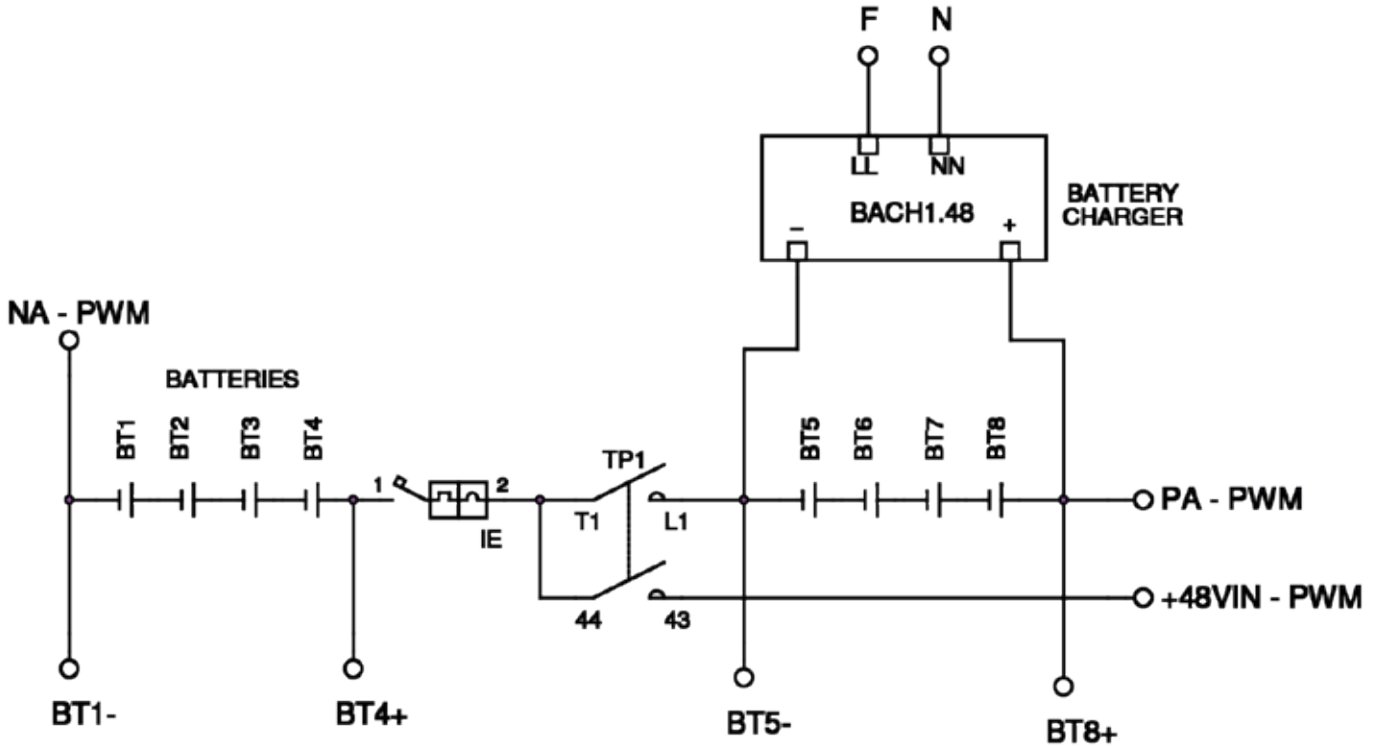 F N
LL NN
BACH1.48
BATTERY
CHARGER
- +
NA - PWM
BATTERIES
BT1 BT2 BT3 BT4
BT5 BT6 BT7 BT8
TP1
1 2
PA - PWM
T1 L1
IE
+48VIN - PWM
44 43
BT1- BT4+ BT5- BT8+